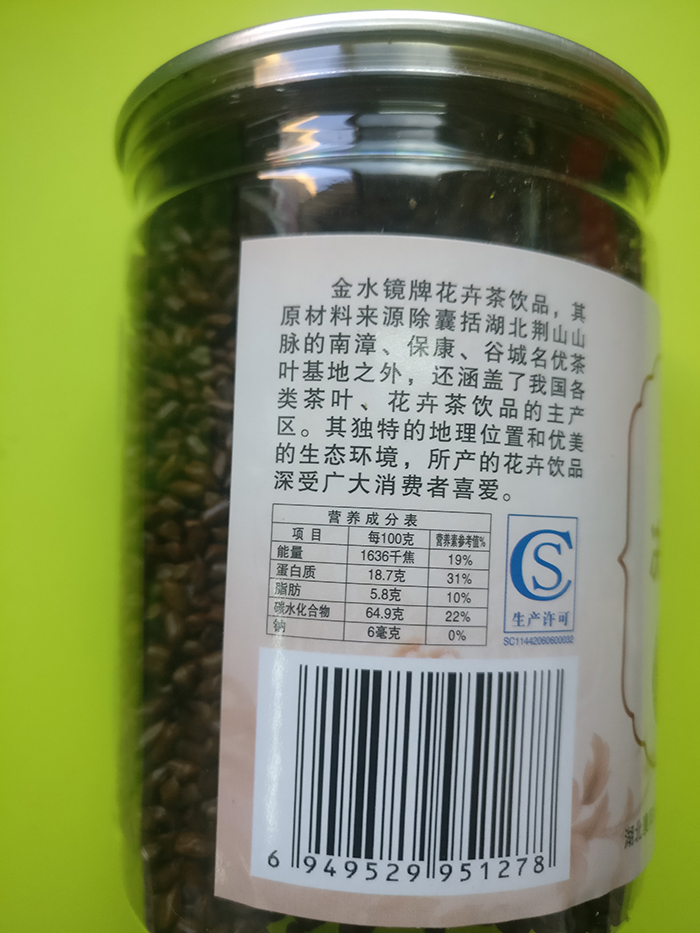 金水镜牌花卉茶饮品，其
原材料来源除囊括湖北荆山山
脉的南漳、保康、谷城名优茶
叶基地之外，还涵盖了我国各
类茶叶、花卉茶饮品的主产
区。其独特的地理位置和优美
的生态环境，所产的花卉饮品
深受广大消费者喜爱。
营养成分表
项目 每100克 营养素参考值%
能量 1636千焦 19%
蛋白质 18.7克 31%
脂肪 5.8克 10%
碳水化合物 64.9克 22%
钠 6毫克 0%
SC
生产许可
SC11442060600032
6 949529 951278
湖北